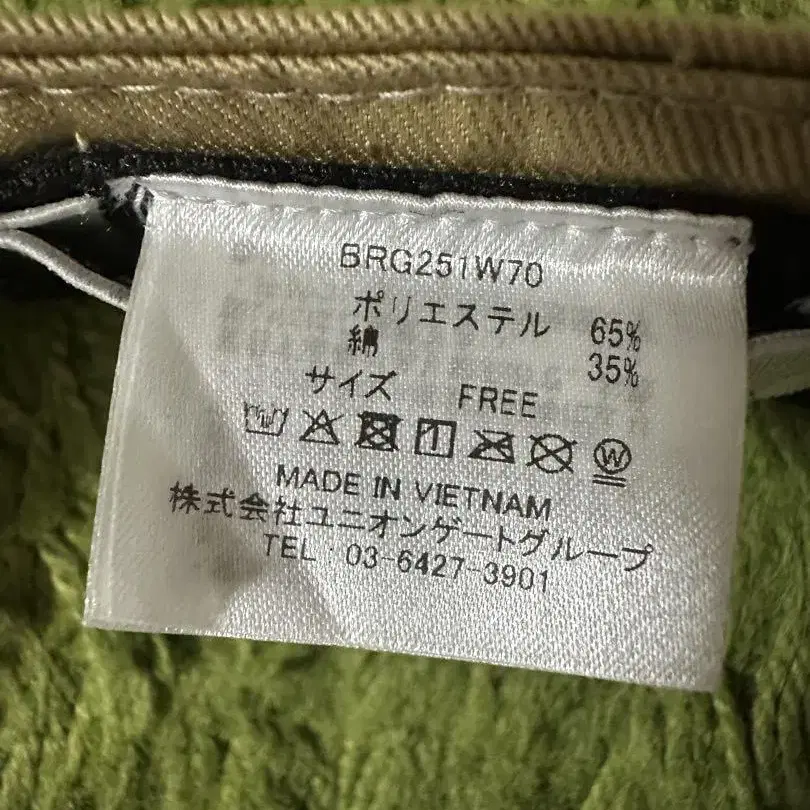 BRG251W70
ポリエステル 65%
綿 35%
サイズ FREE
W
MADE IN VIETNAM
株式会社ユニオンゲートグループ
TEL 03-6427-3901